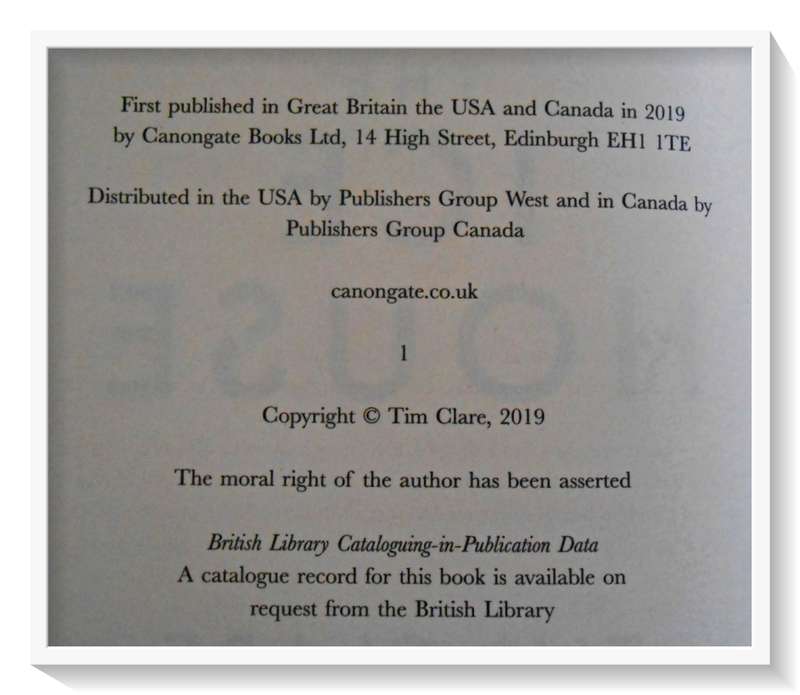 First published in Great Britain the USA and Canada in 2019
by Canongate Books Ltd, 14 High Street, Edinburgh EH1 1TE
Distributed in the USA by Publishers Group West and in Canada by
Publishers Group Canada
canongate.co.uk
1
Copyright © Tim Clare, 2019
The moral right of the author has been asserted
British Library Cataloguing-in-Publication Data
A catalogue record for this book is available on
request from the British Library